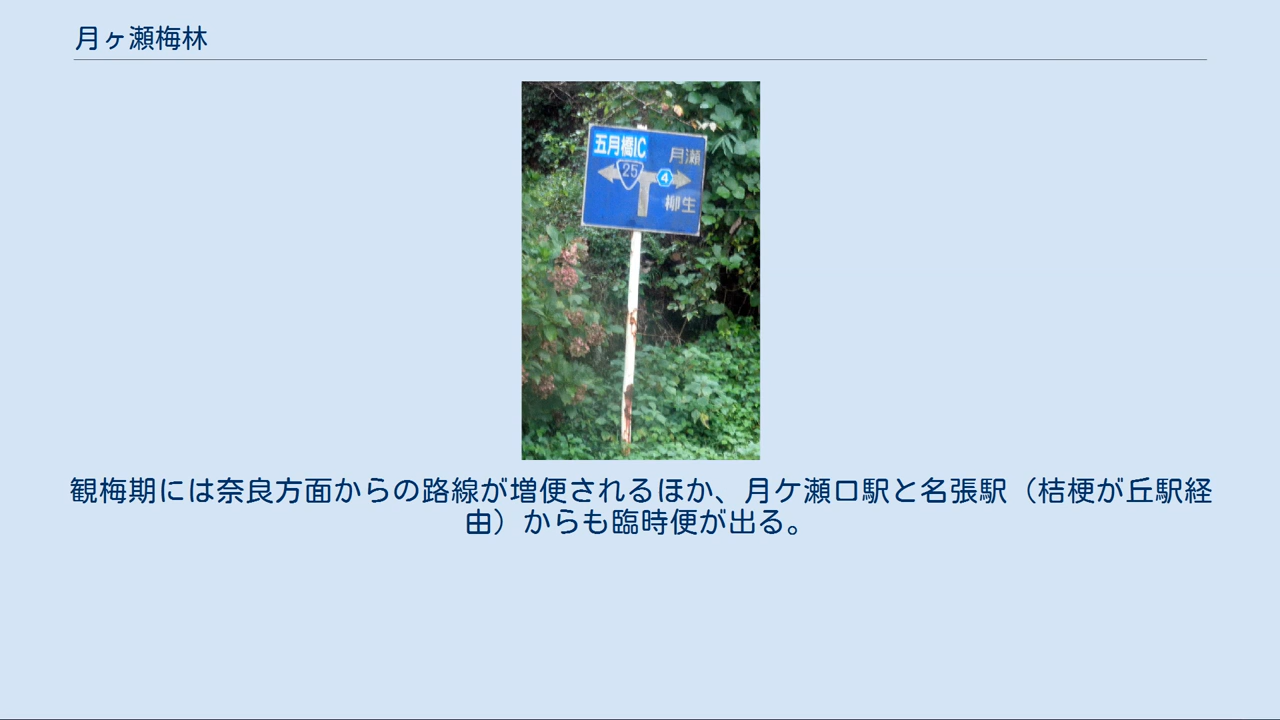 月ヶ瀬梅林
五月橋IC
月瀬
25
4
柳生
観梅期には奈良方面からの路線が増便されるほか、月ケ瀬口駅と名張駅（桔梗が丘駅経
由）からも臨時便が出る。